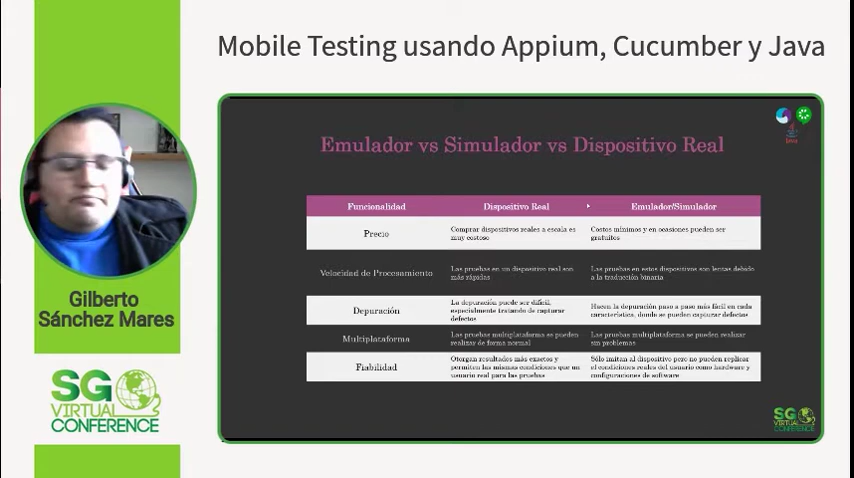 Mobile Testing usando Appium, Cucumber y Java
Emulador vs Simulador vs Dispositivo Real
Funcionalidad
Dispositivo Real
Emulador/Simulador
Precio
Comprar dispositivos reales a escala es
muy costoso
Costos mínimos y en ocasiones pueden ser
gratuitos
Velocidad de Procesamiento
Las pruebas en un dispositivo real son
más rápidas
Las pruebas en estos dispositivos son lentas debido
a la traducción binaria
Depuración
La depuración puede ser difícil,
especialmente tratando de capturar
defectos
Hacen la depuración paso a paso más fácil en cada
característica, donde se pueden capturar defectos
Multiplataforma
Las pruebas multiplataforma se pueden
realizar de forma normal
Las pruebas multiplataforma se pueden realizar
sin problemas
Fiabilidad
Otorgan resultados más exactos y
permiten las mismas condiciones que un
usuario real para las pruebas
Sólo imitan al dispositivo pero no pueden replicar
el condiciones reales del usuario como hardware y
configuraciones de software
Gilberto
Sánchez Mares
SG
VIRTUAL
CONFERENCE
Java
SG
VIRTUAL
CONFERENCE